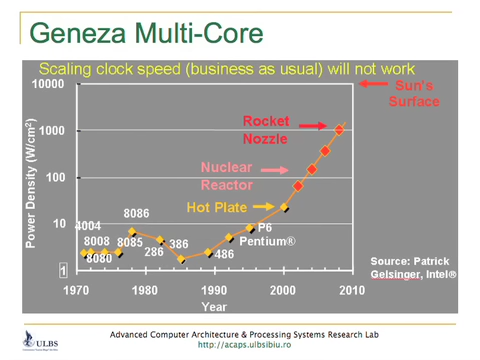 Geneza Multi-Core
Scaling clock speed (business as usual) will not work
10000
1000
100
10
1
Power Density (W/cm2)
Sun's
Surface
Rocket
Nozzle
Nuclear
Reactor
Hot Plate
4004
8008
8080
8085
8086
286
386
486
P6
Pentium®
1970
1980
1990
2000
2010
Year
Source: Patrick
Gelsinger, Intel®
ULBS
Advanced Computer Architecture & Processing Systems Research Lab
http://acaps.ulbsibiu.ro